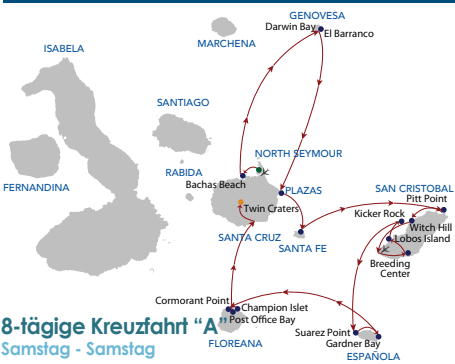 GENOVESA
Darwin Bay
El Barranco
MARCHENA
ISABELA
SANTIAGO
NORTH SEYMOUR
RABIDA
Bachas Beach
FERNANDINA
PLAZAS
SAN CRISTOBAL
Pitt Point
Twin Craters
Kicker Rock
Witch Hill
Lobos Island
SANTA CRUZ
SANTA FE
Breeding
Center
Cormorant Point
Champion Islet
Post Office Bay
8-tägige Kreuzfahrt “A”
Suarez Point
Gardner Bay
FLOREANA
Samstag - Samstag
ESPAÑOLA